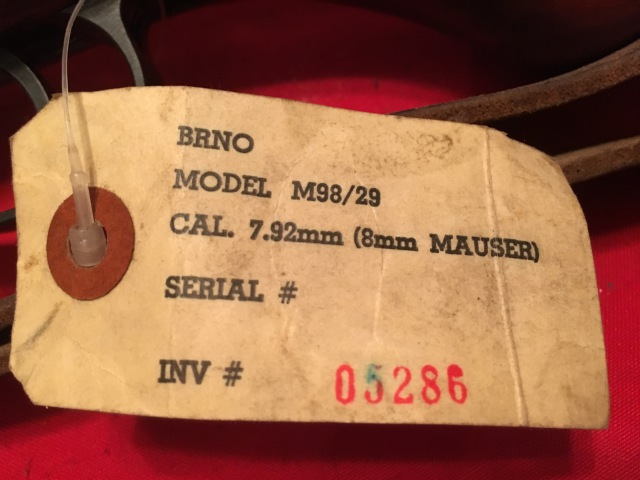 BRNO
MODEL M98/29
CAL. 7.92mm (8mm MAUSER)
SERIAL #
INV # 05286